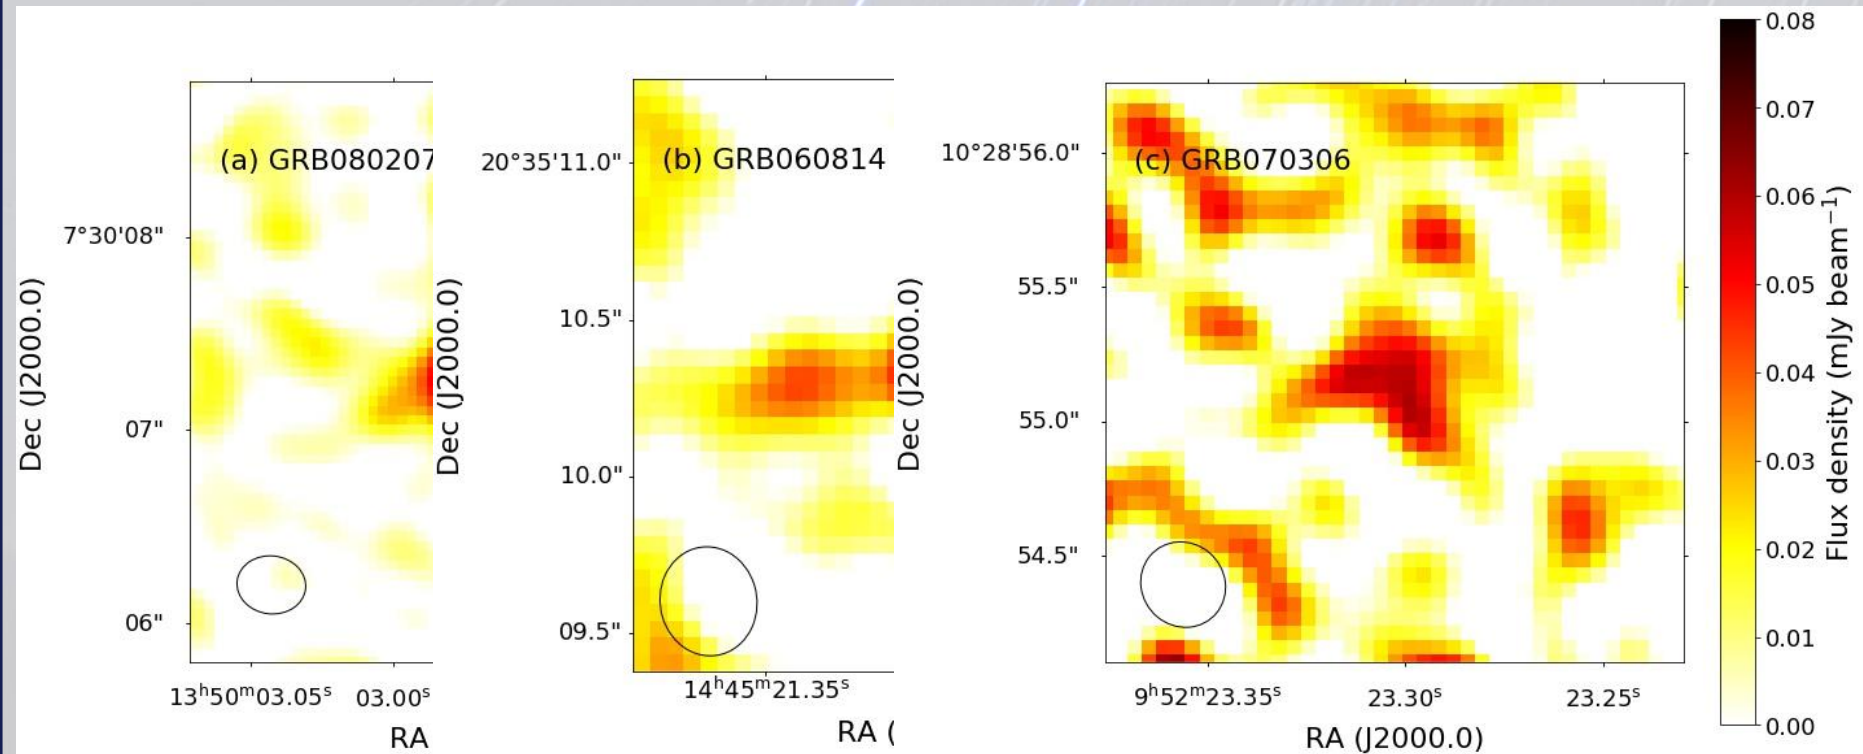 (a) GRB080207
7°30'08"
07"
06"
Dec (J2000.0)
13ʰ50ᵐ03.05ˢ 03.00ˢ
RA
(b) GRB060814
20°35'11.0"
10.5"
10.0"
09.5"
Dec (J2000.0)
14ʰ45ᵐ21.35ˢ
RA (
(c) GRB070306
10°28'56.0"
55.5"
55.0"
54.5"
Dec (J2000.0)
9ʰ52ᵐ23.35ˢ 23.30ˢ 23.25ˢ
RA (J2000.0)
0.08
0.07
0.06
0.05
0.04
0.03
0.02
0.01
0.00
Flux density (mJy beam⁻¹)